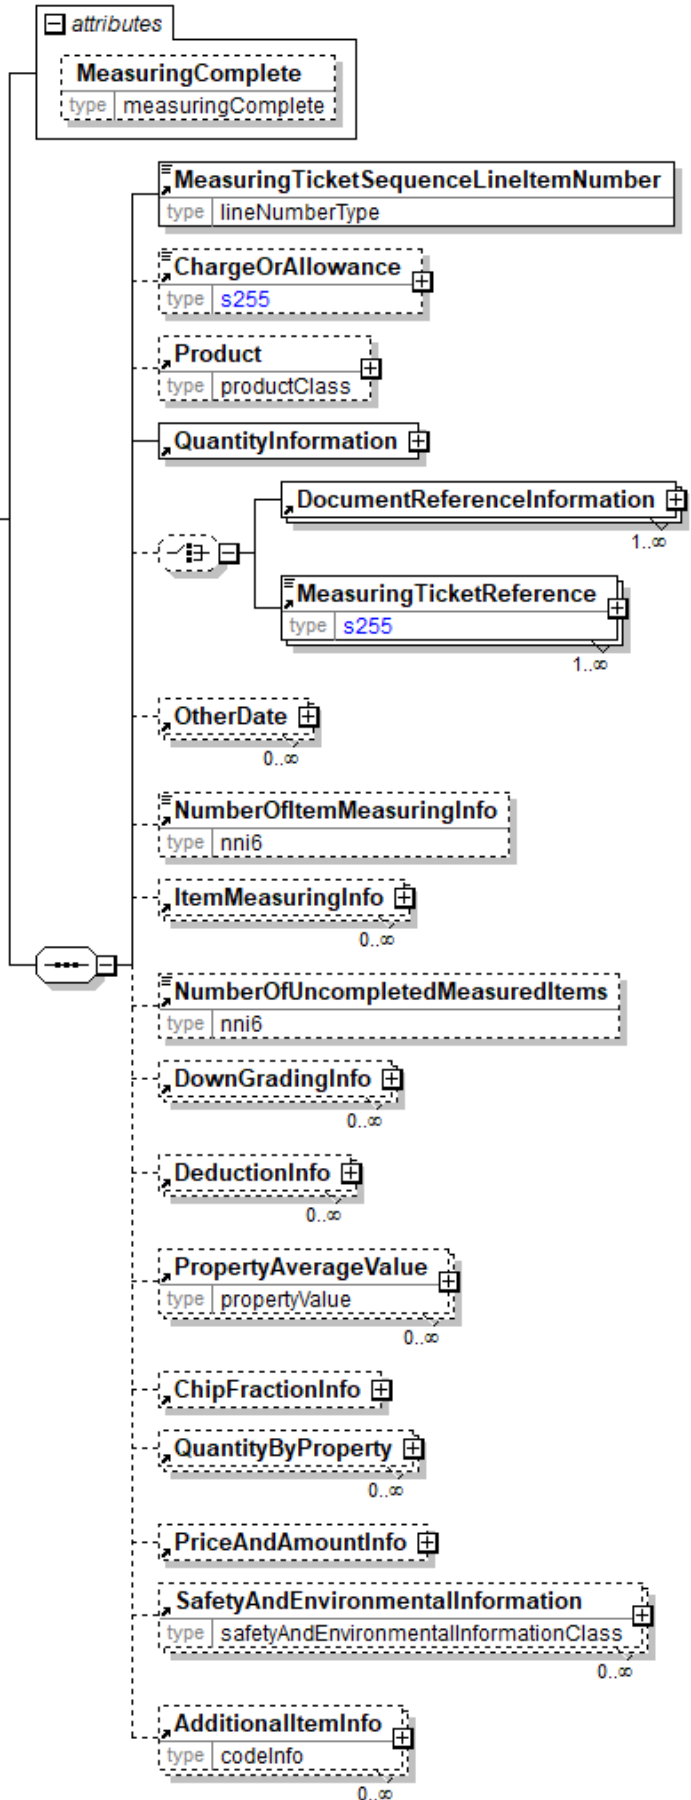 attributes
MeasuringComplete
type measuringComplete
MeasuringTicketSequenceLineItemNumber
type lineNumberType
ChargeOrAllowance
type s255
Product
type productClass
QuantityInformation
DocumentReferenceInformation
1..∞
MeasuringTicketReference
type s255
1..∞
OtherDate
0..∞
NumberOfItemMeasuringInfo
type nni6
ItemMeasuringInfo
0..∞
NumberOfUncompletedMeasuredItems
type nni6
DownGradingInfo
0..∞
DeductionInfo
0..∞
PropertyAverageValue
type propertyValue
0..∞
ChipFractionInfo
QuantityByProperty
0..∞
PriceAndAmountInfo
SafetyAndEnvironmentalInformation
type safetyAndEnvironmentalInformationClass
0..∞
AdditionalItemInfo
type codeInfo
0..∞